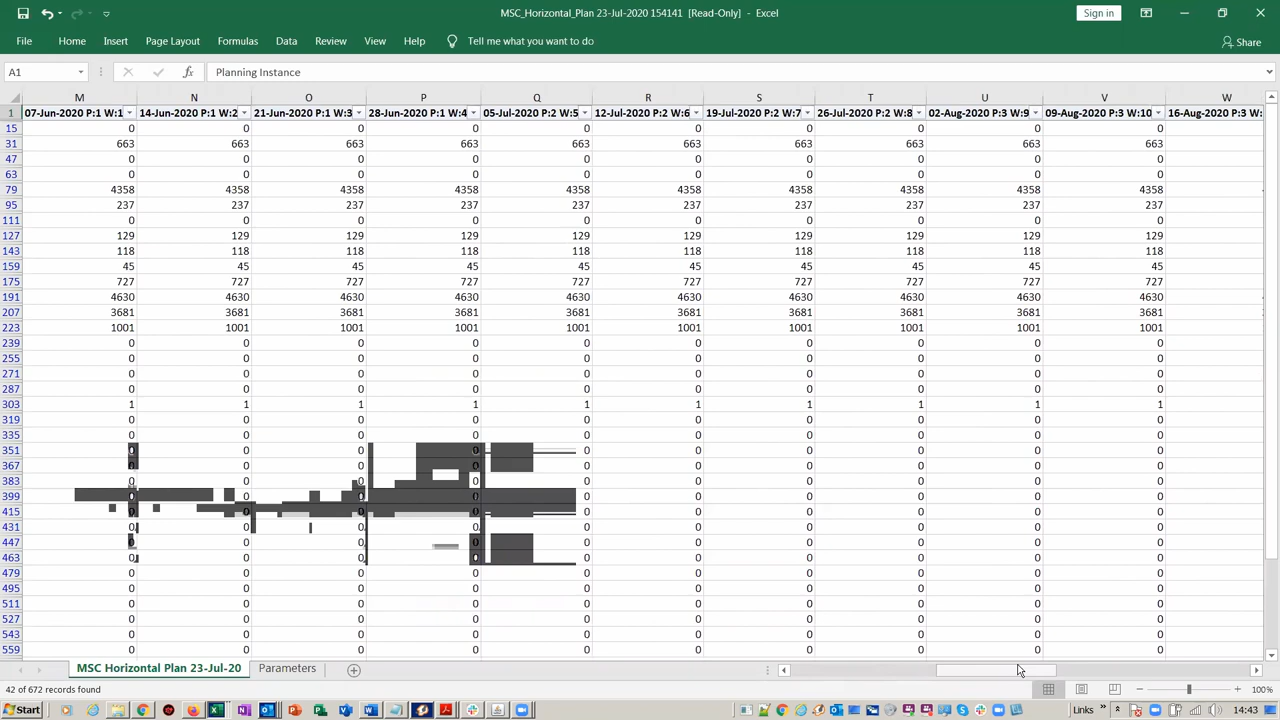 MSC_Horizontal_Plan 23-Jul-2020 154141 [Read-Only] - Excel
Sign in
File Home Insert Page Layout Formulas Data Review View Help Tell me what you want to do
Share
A1 fx Planning Instance
M N O P Q R S T U V W
1 07-Jun-2020 P:1 W:1 14-Jun-2020 P:1 W:2 21-Jun-2020 P:1 W:3 28-Jun-2020 P:1 W:4 05-Jul-2020 P:2 W:5 12-Jul-2020 P:2 W:6 19-Jul-2020 P:2 W:7 26-Jul-2020 P:2 W:8 02-Aug-2020 P:3 W:9 09-Aug-2020 P:3 W:10 16-Aug-2020 P:3 W:
15 0 0 0 0 0 0 0 0 0 0
31 663 663 663 663 663 663 663 663 663 663
47 0 0 0 0 0 0 0 0 0 0
63 0 0 0 0 0 0 0 0 0 0
79 4358 4358 4358 4358 4358 4358 4358 4358 4358 4358
95 237 237 237 237 237 237 237 237 237 237
111 0 0 0 0 0 0 0 0 0 0
127 129 129 129 129 129 129 129 129 129 129
143 118 118 118 118 118 118 118 118 118 118
159 45 45 45 45 45 45 45 45 45 45
175 727 727 727 727 727 727 727 727 727 727
191 4630 4630 4630 4630 4630 4630 4630 4630 4630 4630
207 3681 3681 3681 3681 3681 3681 3681 3681 3681 3681
223 1001 1001 1001 1001 1001 1001 1001 1001 1001 1001
239 0 0 0 0 0 0 0 0 0 0
255 0 0 0 0 0 0 0 0 0 0
271 0 0 0 0 0 0 0 0 0 0
287 0 0 0 0 0 0 0 0 0 0
303 1 1 1 1 1 1 1 1 1 1
319 0 0 0 0 0 0 0 0 0 0
335 0 0 0 0 0 0 0 0 0 0
351 0 0 0 0 0 0 0 0 0 0
367 0 0 0 0 0 0 0 0 0 0
383 0 0 0 0 0 0 0 0 0 0
399 0 0 0 0 0 0 0 0 0 0
415 0 0 0 0 0 0 0 0 0 0
431 0 0 0 0 0 0 0 0 0 0
447 0 0 0 0 0 0 0 0 0 0
463 0 0 0 0 0 0 0 0 0 0
479 0 0 0 0 0 0 0 0 0 0
495 0 0 0 0 0 0 0 0 0 0
511 0 0 0 0 0 0 0 0 0 0
527 0 0 0 0 0 0 0 0 0 0
543 0 0 0 0 0 0 0 0 0 0
559 0 0 0 0 0 0 0 0 0 0
MSC Horizontal Plan 23-Jul-20 Parameters
42 of 672 records found
100%
Start
Links
14:43